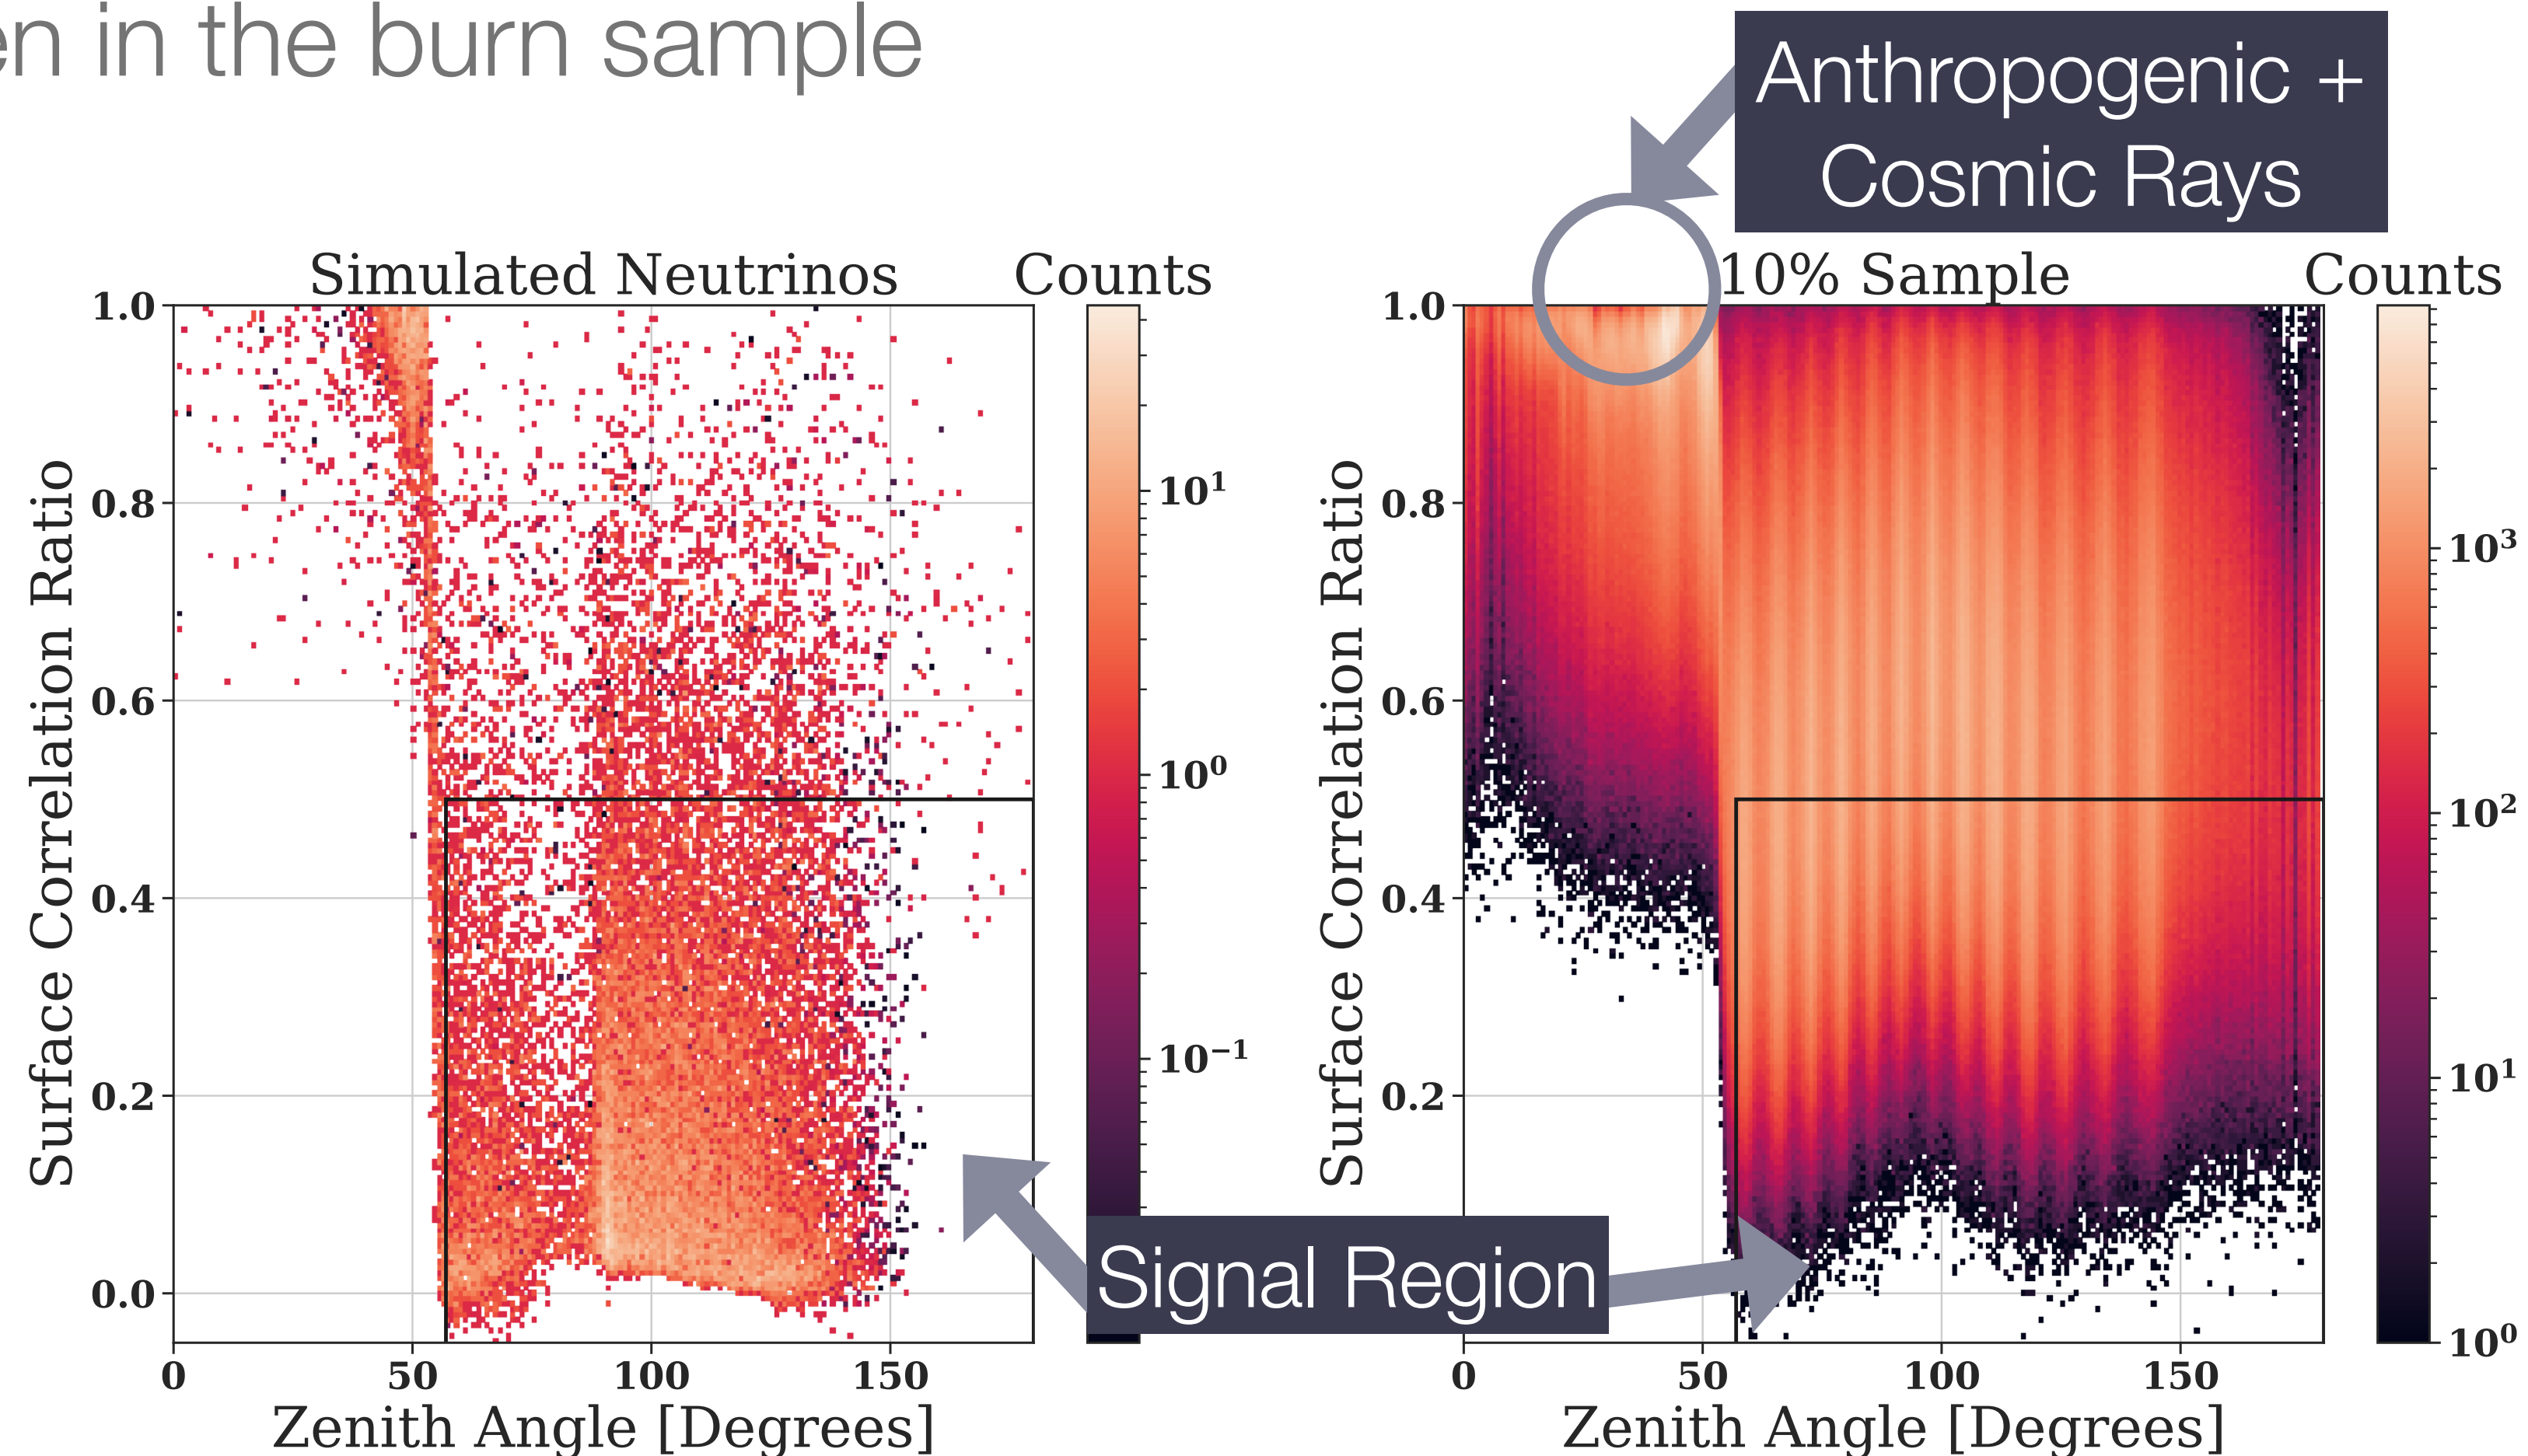 en in the burn sample
Anthropogenic +
Cosmic Rays
Simulated Neutrinos
Counts
1.0
0.8
0.6
0.4
0.2
0.0
0
50
100
150
Surface Correlation Ratio
Zenith Angle [Degrees]
10¹
10⁰
10⁻¹
Signal Region
10% Sample
Counts
1.0
0.8
0.6
0.4
0.2
0
50
100
150
Surface Correlation Ratio
Zenith Angle [Degrees]
10³
10²
10¹
10⁰